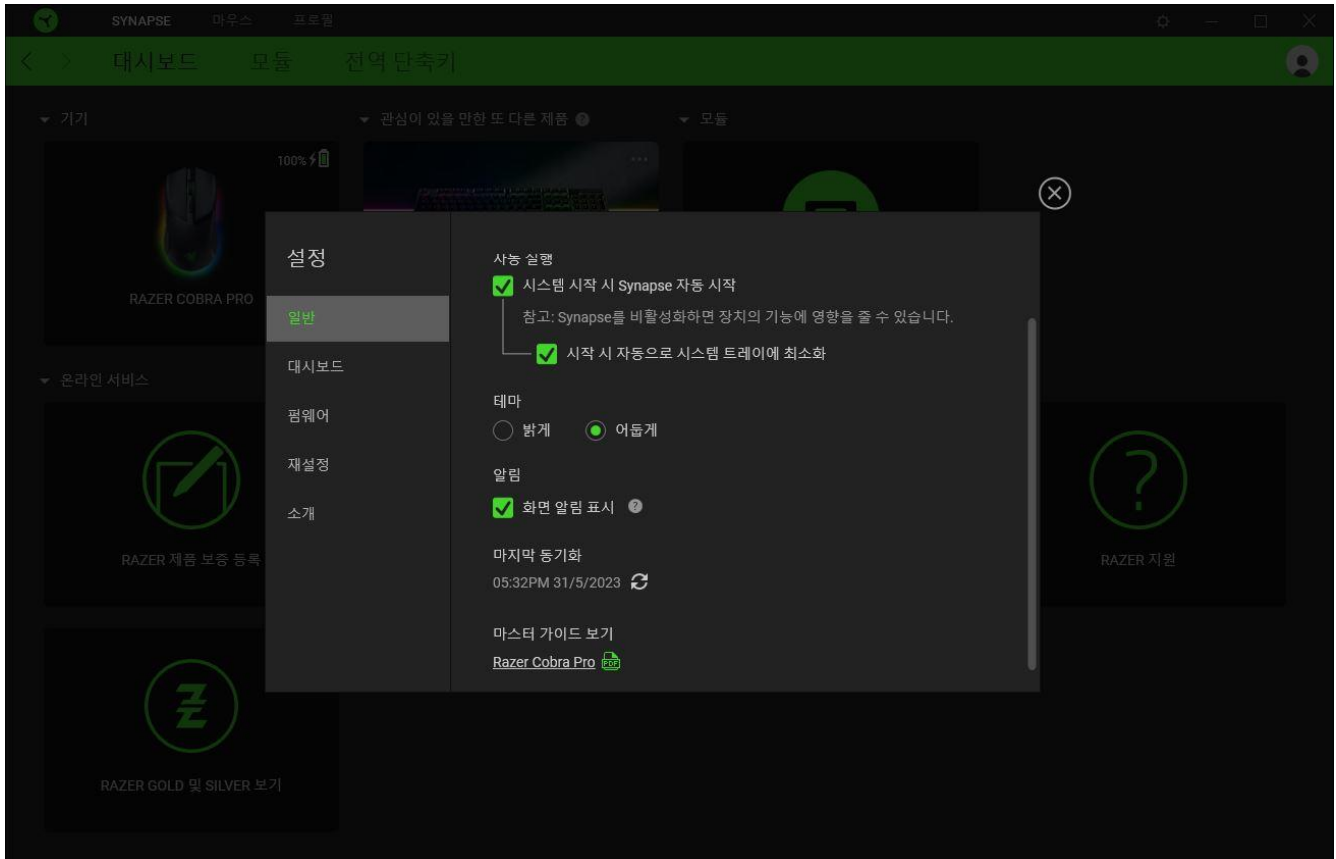 SYNAPSE 마우스 프로필
대시보드 모듈 전역 단축키
기기
관심이 있을 만한 또 다른 제품
모듈
100%
RAZER COBRA PRO
온라인 서비스
RAZER 제품 보증 등록
RAZER 지원
RAZER GOLD 및 SILVER 보기
설정
일반
대시보드
펌웨어
재설정
소개
자동 실행
시스템 시작 시 Synapse 자동 시작
참고: Synapse를 비활성화하면 장치의 기능에 영향을 줄 수 있습니다.
시작 시 자동으로 시스템 트레이에 최소화
테마
밝게 어둡게
알림
화면 알림 표시
마지막 동기화
05:32PM 31/5/2023
마스터 가이드 보기
Razer Cobra Pro PDF